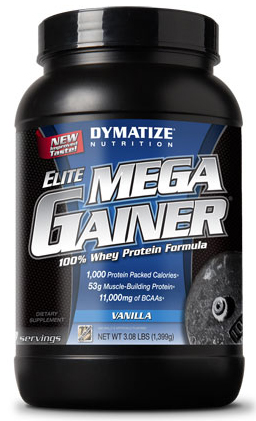 NEW
Improved
Taste!
DYMATIZE®
NUTRITION
ELITE MEGA
GAINER®
100% Whey Protein Formula
1,000 Protein Packed Calories*
53g Muscle-Building Protein*
11,000mg of BCAAs*
VANILLA
DIETARY
SUPPLEMENT
servings
NET WT 3.08 LBS (1,399g)